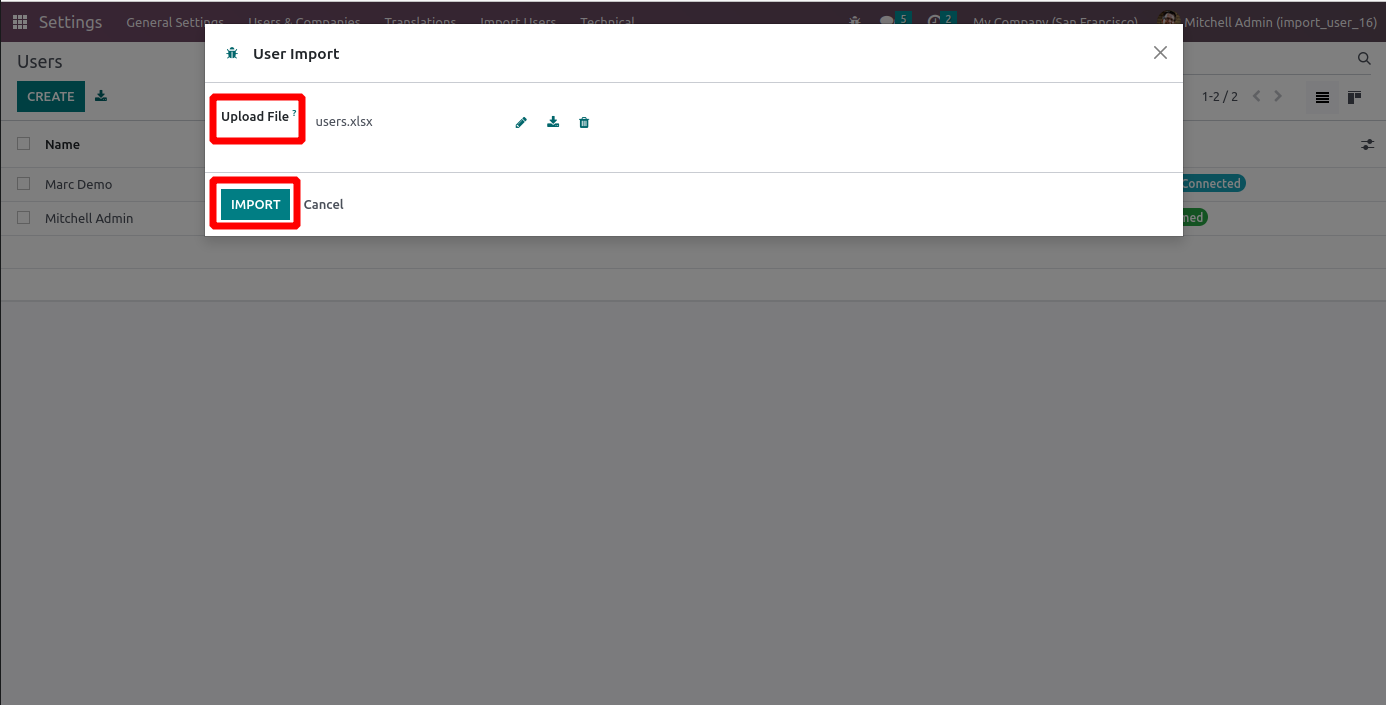 Settings General Settings Users & Companies Translations Import Users Technical 5 2 My Company (San Francisco) Mitchell Admin (import_user_16)
User Import
Users
CREATE
1-2 / 2
Upload File ?
users.xlsx
Name
Marc Demo
Connected
IMPORT
Cancel
Mitchell Admin
med